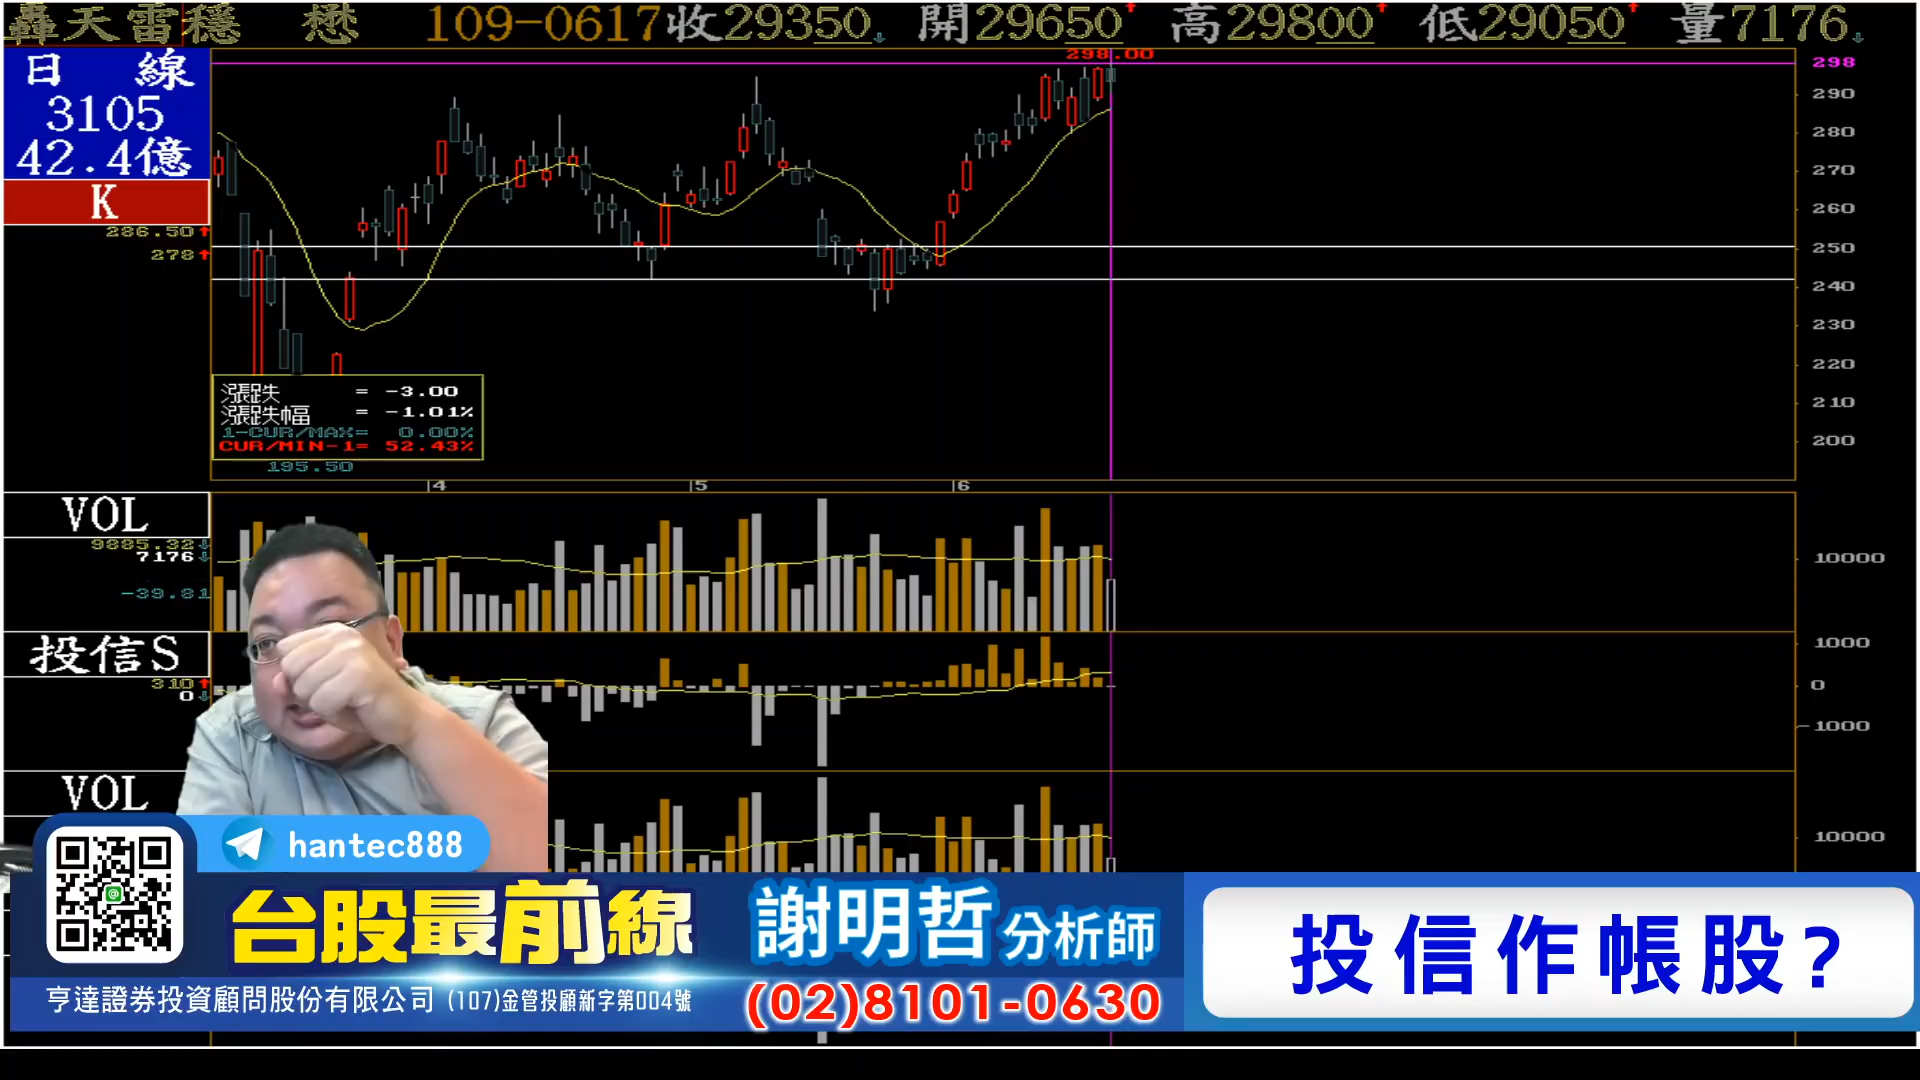 轟天雷穩 懋 109-0617 收29350↓ 開29650↑ 高29800↑ 低29050↑ 量7176↓
日 線
3105
42.4億
K
286.50↑
278↑
298.00
298
290
280
270
260
250
240
230
220
210
200
漲跌 = -3.00
漲跌幅 = -1.01%
1-CUR/MAX= 0.00%
CUR/MIN-1= 52.43%
195.50
4 5 6
VOL
9885.32↓
7176↓
-39.81
10000
投信S
310↑
0↓
1000
0
-1000
VOL
10000
hantec888
台股最前線
謝明哲分析師
投信作帳股?
亨達證券投資顧問股份有限公司 (107)金管投顧新字第004號
(02)8101-0630